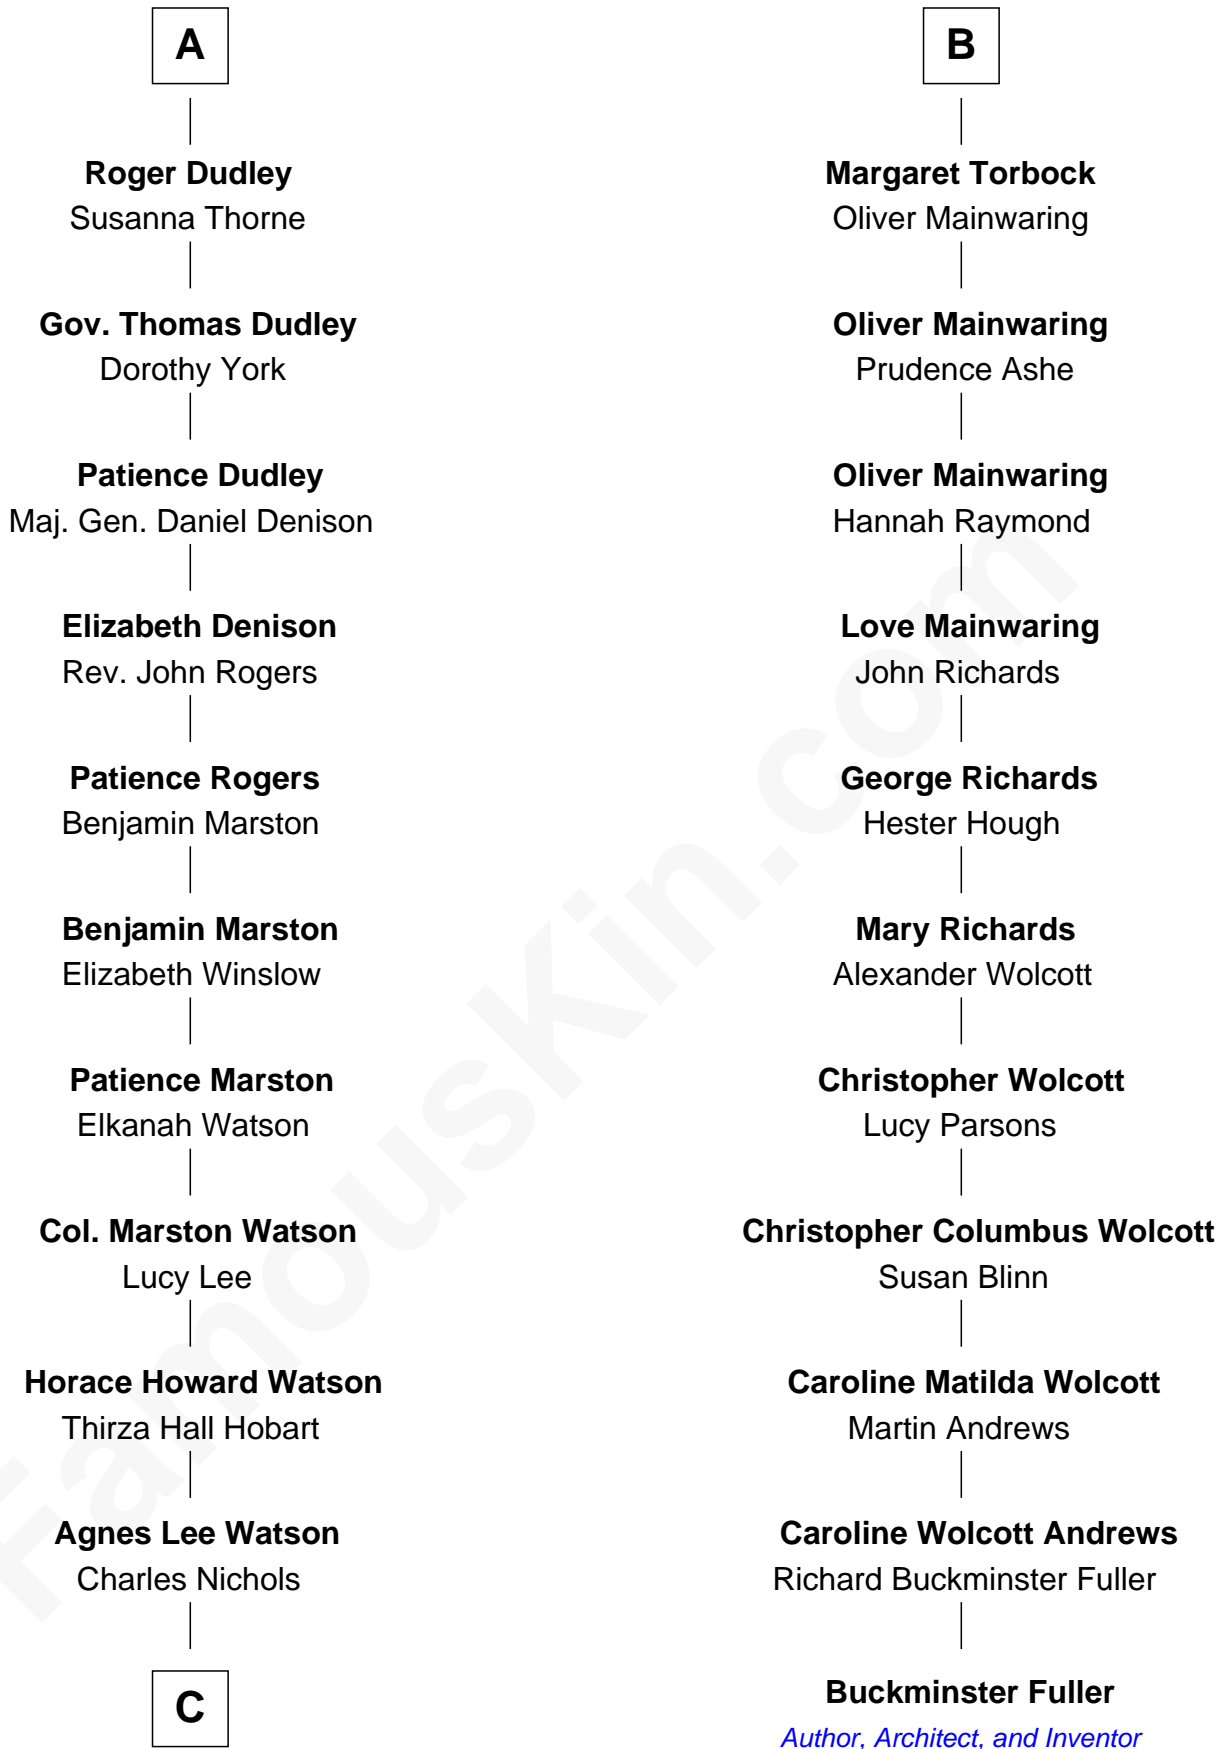 A
Roger Dudley
Susanna Thorne
Gov. Thomas Dudley
Dorothy York
Patience Dudley
Maj. Gen. Daniel Denison
Elizabeth Denison
Rev. John Rogers
Patience Rogers
Benjamin Marston
Benjamin Marston
Elizabeth Winslow
Patience Marston
Elkanah Watson
Col. Marston Watson
Lucy Lee
Horace Howard Watson
Thirza Hall Hobart
Agnes Lee Watson
Charles Nichols
C
B
Margaret Torbock
Oliver Mainwaring
Oliver Mainwaring
Prudence Ashe
Oliver Mainwaring
Hannah Raymond
Love Mainwaring
John Richards
George Richards
Hester Hough
Mary Richards
Alexander Wolcott
Christopher Wolcott
Lucy Parsons
Christopher Columbus Wolcott
Susan Blinn
Caroline Matilda Wolcott
Martin Andrews
Caroline Wolcott Andrews
Richard Buckminster Fuller
Buckminster Fuller
Author, Architect, and Inventor
FamousKin.com